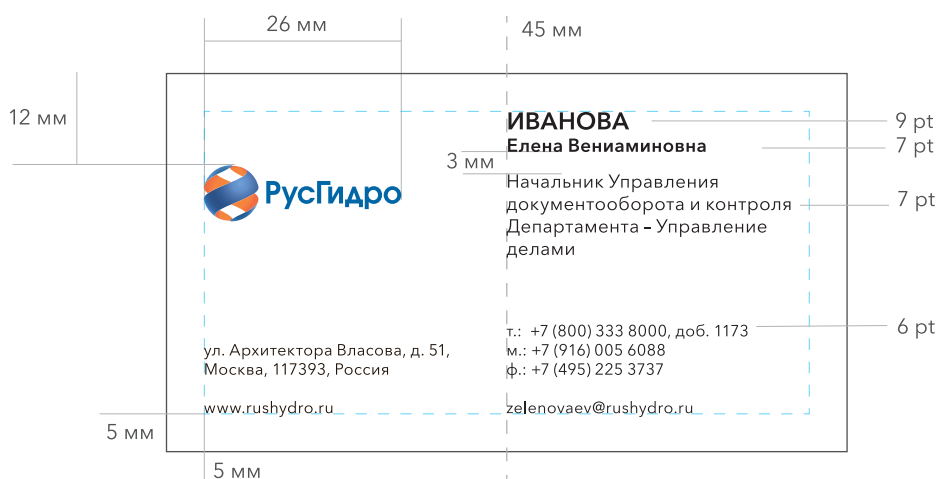 26 мм
45 мм
12 мм
ИВАНОВА
9 pt
Елена Вениаминовна
7 pt
3 мм
РусГидро
Начальник Управления
документооборота и контроля
Департамента – Управление
делами
7 pt
т.: +7 (800) 333 8000, доб. 1173
м.: +7 (916) 005 6088
ф.: +7 (495) 225 3737
6 pt
ул. Архитектора Власова, д. 51,
Москва, 117393, Россия
www.rushydro.ru
zelenovaev@rushydro.ru
5 мм
5 мм